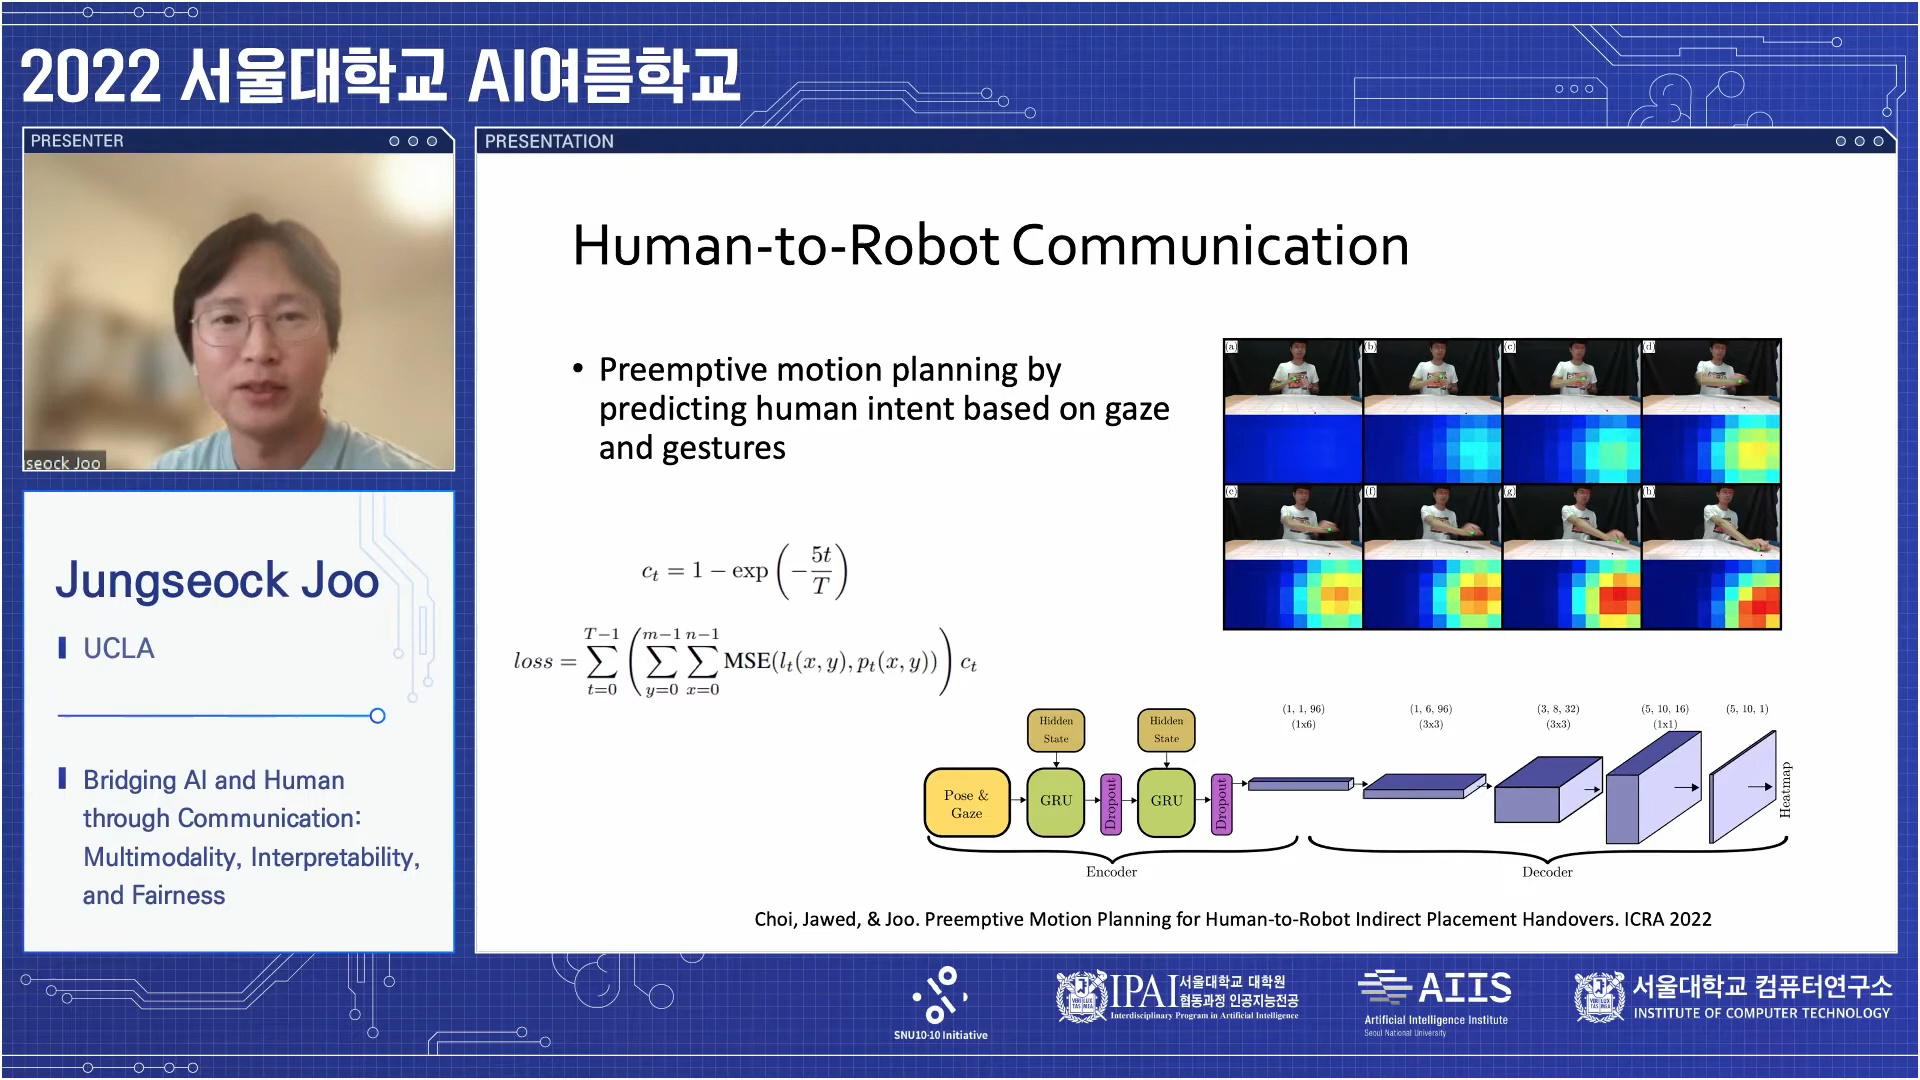 2022 서울대학교 AI여름학교
PRESENTER
PRESENTATION
seock Joo
Jungseock Joo
UCLA
Bridging AI and Human
through Communication:
Multimodality, Interpretability,
and Fairness
Human-to-Robot Communication
• Preemptive motion planning by
predicting human intent based on gaze
and gestures
(a) (b) (c) (d)
(e) (f) (g) (h)
c_t = 1 − exp(−5t/T)
loss = ∑_{t=0}^{T−1} (∑_{y=0}^{m−1} ∑_{x=0}^{n−1} MSE(l_t(x, y), p_t(x, y))) c_t
Hidden
State
Hidden
State
Pose &
Gaze
GRU
Dropout
GRU
Dropout
(1, 1, 96)
(1x6)
(1, 6, 96)
(3x3)
(3, 8, 32)
(3x3)
(5, 10, 16)
(1x1)
(5, 10, 1)
Heatmap
Encoder
Decoder
Choi, Jawed, & Joo. Preemptive Motion Planning for Human-to-Robot Indirect Placement Handovers. ICRA 2022
SNU10·10 Initiative
IPAI 서울대학교 대학원
협동과정 인공지능전공
Interdisciplinary Program in Artificial Intelligence
AIIS
Artificial Intelligence Institute
Seoul National University
서울대학교 컴퓨터연구소
INSTITUTE OF COMPUTER TECHNOLOGY